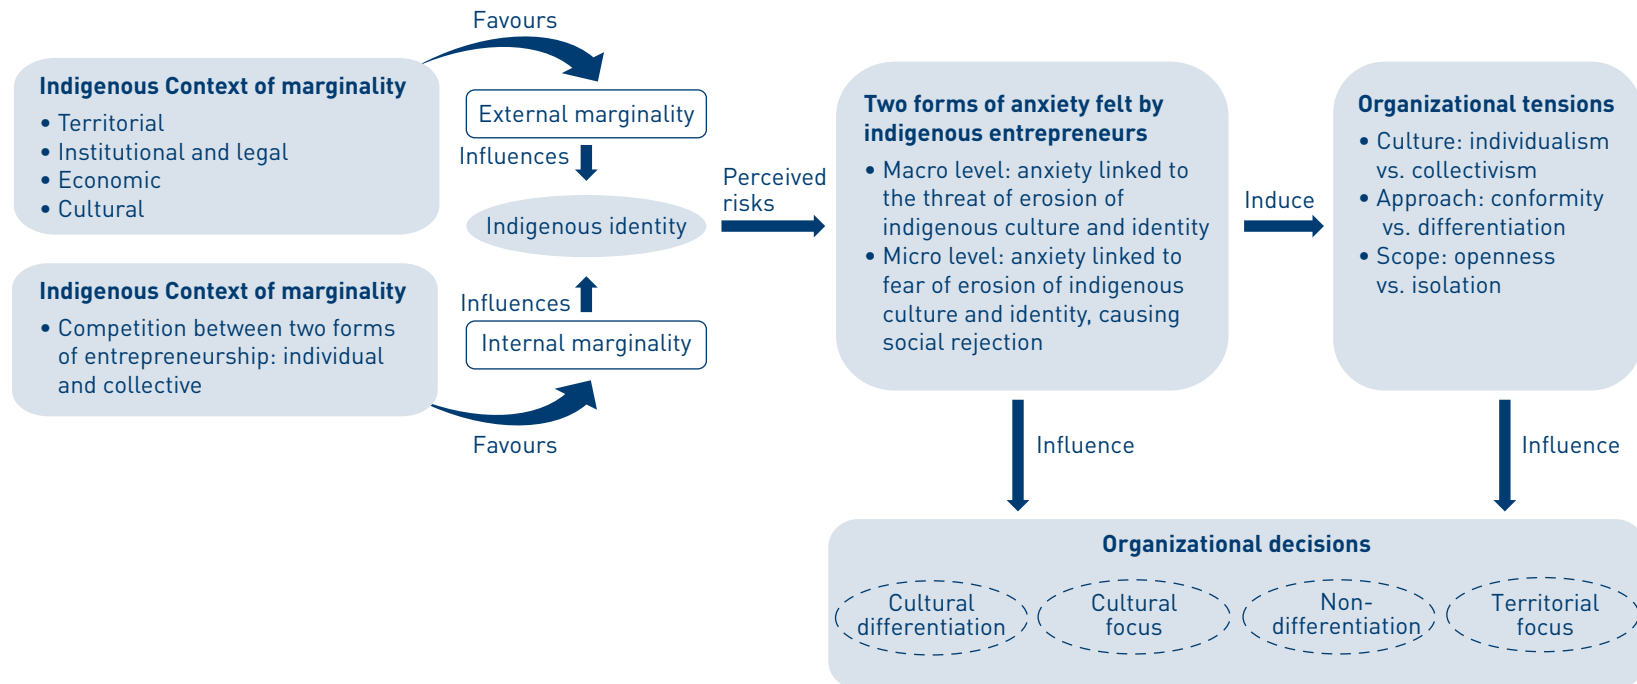 Favours
Indigenous Context of marginality
• Territorial
• Institutional and legal
• Economic
• Cultural
External marginality
Influences
Indigenous identity
Indigenous Context of marginality
• Competition between two forms
of entrepreneurship: individual
and collective
Influences
Internal marginality
Favours
Perceived
risks
Two forms of anxiety felt by
indigenous entrepreneurs
• Macro level: anxiety linked to
the threat of erosion of
indigenous culture and identity
• Micro level: anxiety linked to
fear of erosion of indigenous
culture and identity, causing
social rejection
Induce
Organizational tensions
• Culture: individualism
vs. collectivism
• Approach: conformity
vs. differentiation
• Scope: openness
vs. isolation
Influence
Influence
Organizational decisions
Cultural
differentiation
Cultural
focus
Non-
differentiation
Territorial
focus